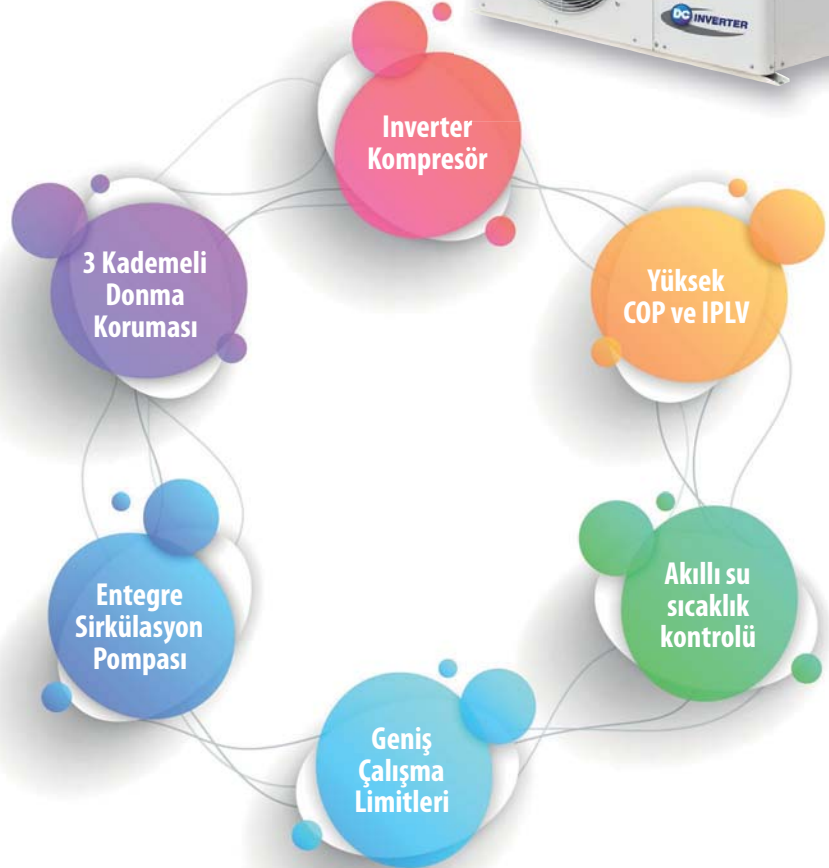 DC INVERTER
Inverter
Kompresör
3 Kademeli
Donma
Koruması
Yüksek
COP ve IPLV
Akıllı su
sıcaklık
kontrolü
Entegre
Sirkülasyon
Pompası
Geniş
Çalışma
Limitleri